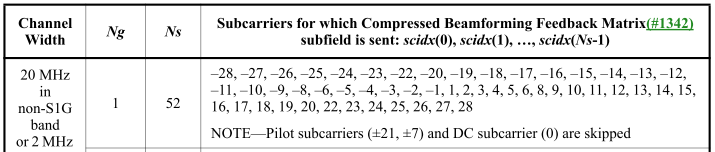 Channel Width
Ng
Ns
Subcarriers for which Compressed Beamforming Feedback Matrix(#1342)
subfield is sent: scidx(0), scidx(1), …, scidx(Ns-1)
20 MHz
in
non-S1G
band
or 2 MHz
1
52
–28, –27, –26, –25, –24, –23, –22, –20, –19, –18, –17, –16, –15, –14, –13, –12,
–11, –10, –9, –8, –6, –5, –4, –3, –2, –1, 1, 2, 3, 4, 5, 6, 8, 9, 10, 11, 12, 13, 14, 15,
16, 17, 18, 19, 20, 22, 23, 24, 25, 26, 27, 28
NOTE—Pilot subcarriers (±21, ±7) and DC subcarrier (0) are skipped